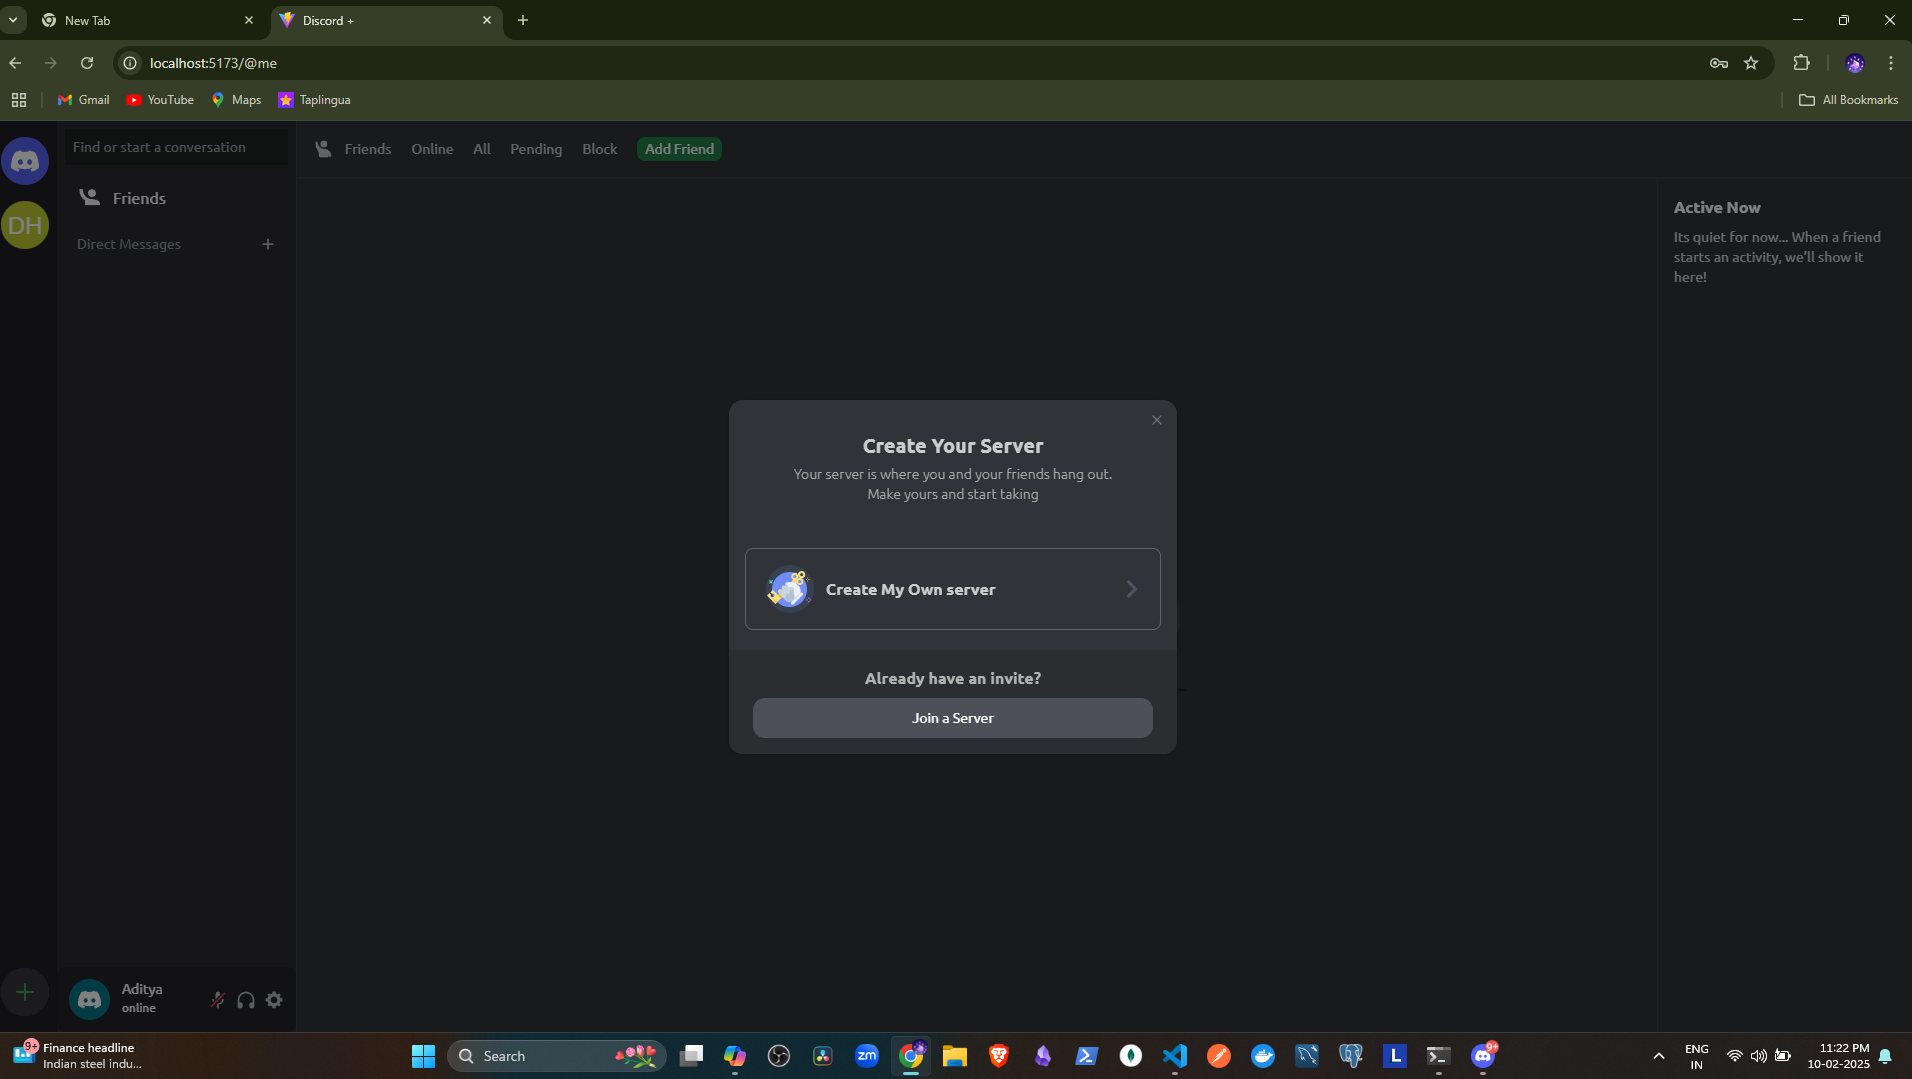 New Tab
Discord +
localhost:5173/@me
Gmail
YouTube
Maps
Taplingua
All Bookmarks
Find or start a conversation
Friends
Online
All
Pending
Block
Add Friend
DH
Friends
Direct Messages
Active Now
Its quiet for now... When a friend
starts an activity, we'll show it
here!
Create Your Server
Your server is where you and your friends hang out.
Make yours and start taking
Create My Own server
Already have an invite?
Join a Server
Aditya
online
9+
Finance headline
Indian steel indu...
Search
zm
L
9+
ENG
IN
11:22 PM
10-02-2025